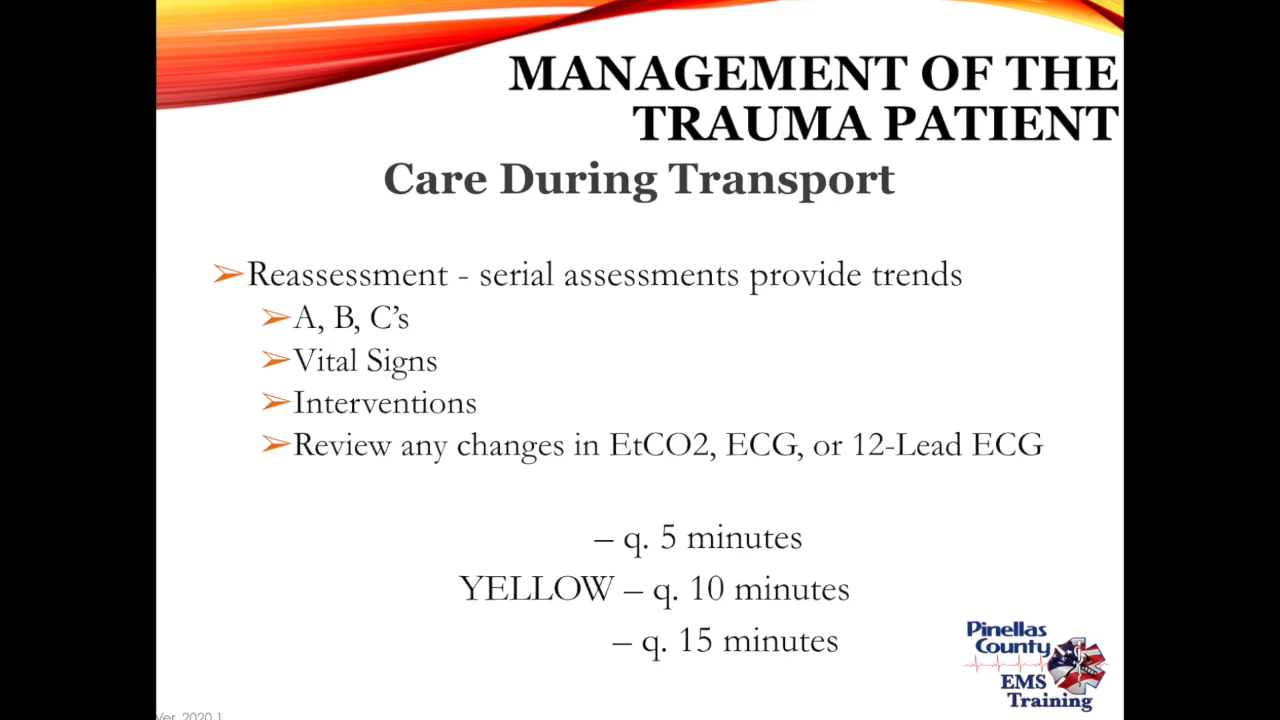 MANAGEMENT OF THE
TRAUMA PATIENT
Care During Transport
➢Reassessment - serial assessments provide trends
➢A, B, C’s
➢Vital Signs
➢Interventions
➢Review any changes in EtCO2, ECG, or 12-Lead ECG
– q. 5 minutes
YELLOW – q. 10 minutes
– q. 15 minutes
Pinellas
County
EMS
Training
Ver. 2020.1